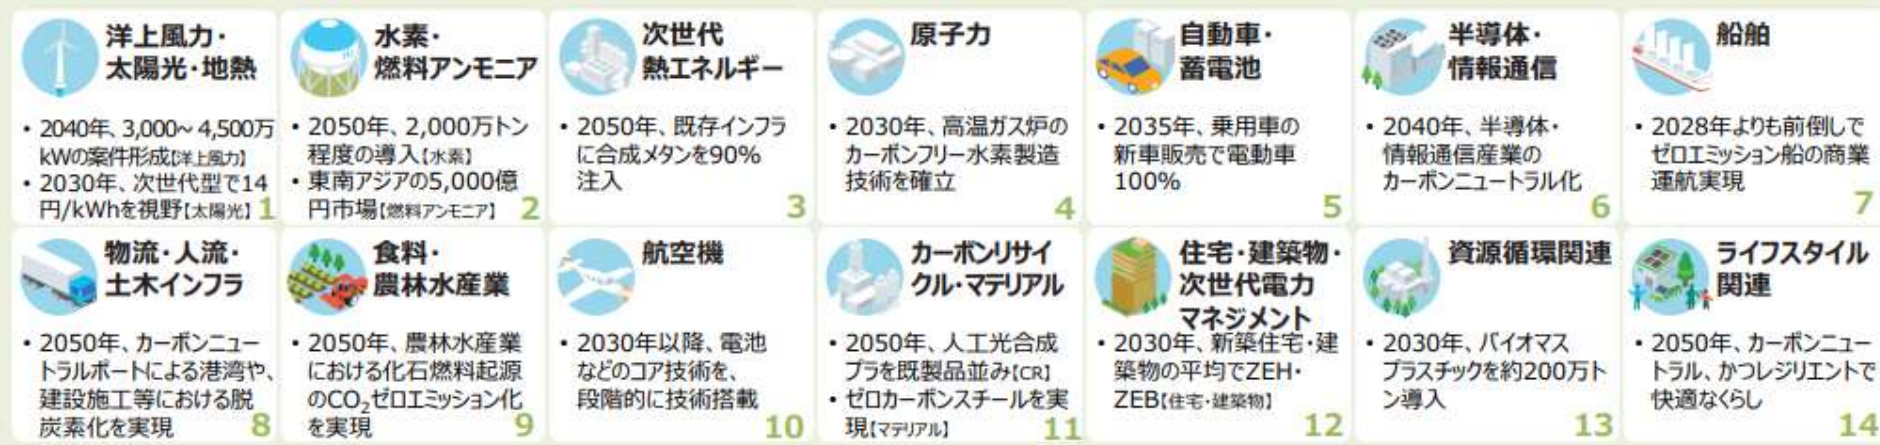 洋上風力・
太陽光・地熱
・2040年、3,000~4,500万
kWの案件形成【洋上風力】
・2030年、次世代型で14
円/kWhを視野【太陽光】 1
水素・
燃料アンモニア
・2050年、2,000万トン
程度の導入【水素】
・東南アジアの5,000億
円市場【燃料アンモニア】 2
次世代
熱エネルギー
・2050年、既存インフラ
に合成メタンを90%
注入
3
原子力
・2030年、高温ガス炉の
カーボンフリー水素製造
技術を確立
4
自動車・
蓄電池
・2035年、乗用車の
新車販売で電動車
100%
5
半導体・
情報通信
・2040年、半導体・
情報通信産業の
カーボンニュートラル化
6
船舶
・2028年よりも前倒しで
ゼロエミッション船の商業
運航実現
7
物流・人流・
土木インフラ
・2050年、カーボンニュー
トラルポートによる港湾や、
建設施工等における脱
炭素化を実現 8
食料・
農林水産業
・2050年、農林水産業
における化石燃料起源
のCO₂ゼロエミッション化
を実現 9
航空機
・2030年以降、電池
などのコア技術を、
段階的に技術搭載
10
カーボンリサイ
クル・マテリアル
・2050年、人工光合成
プラを既製品並み【CR】
・ゼロカーボンスチールを実
現【マテリアル】 11
住宅・建築物・
次世代電力
マネジメント
・2030年、新築住宅・建
築物の平均でZEH・
ZEB【住宅・建築物】
12
資源循環関連
・2030年、バイオマス
プラスチックを約200万ト
ン導入
13
ライフスタイル
関連
・2050年、カーボンニュー
トラル、かつレジリエントで
快適なくらし
14